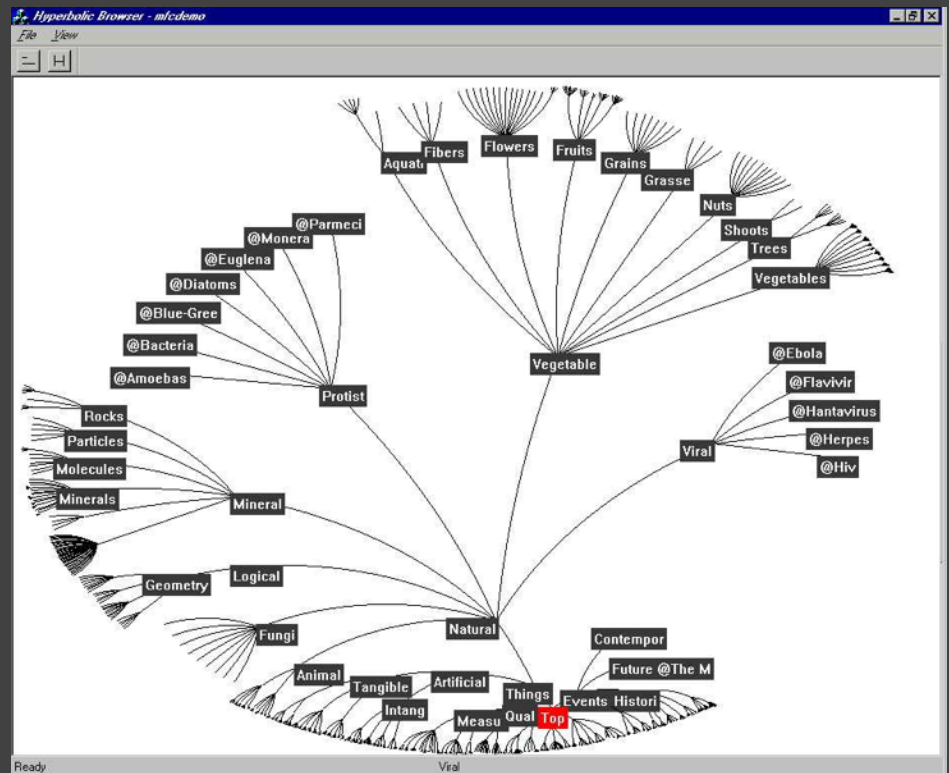 Hyperbolic Browser - mfcdemo
File View
Aquati
Fibers
Flowers
Fruits
Grains
Grasse
Nuts
Shoots
Trees
Vegetables
@Parmeci
@Monera
@Euglena
@Diatoms
@Blue-Gree
@Bacteria
@Amoebas
Protist
Vegetable
@Ebola
@Flavivir
@Hantavirus
@Herpes
@Hiv
Viral
Rocks
Particles
Molecules
Minerals
Mineral
Geometry
Logical
Fungi
Natural
Contempor
Future @The M
Animal
Tangible
Artificial
Intang
Things
Events
Histori
Measu
Qual
Top
Ready
Viral